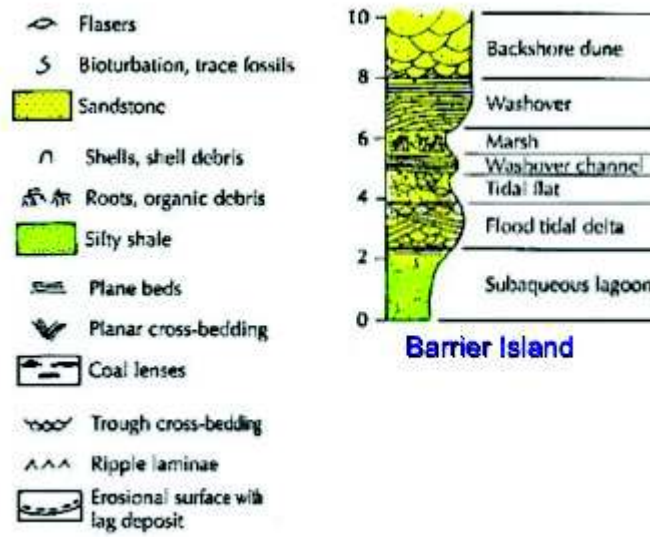 Flasers
Bioturbation, trace fossils
Sandstone
Shells, shell debris
Roots, organic debris
Silty shale
Plane beds
Planar cross-bedding
Coal lenses
Trough cross-bedding
Ripple laminae
Erosional surface with
lag deposit
10
8
6
4
2
0
Backshore dune
Washover
Marsh
Washover channel
Tidal flat
Flood tidal delta
Subaqueous lagoon
Barrier Island